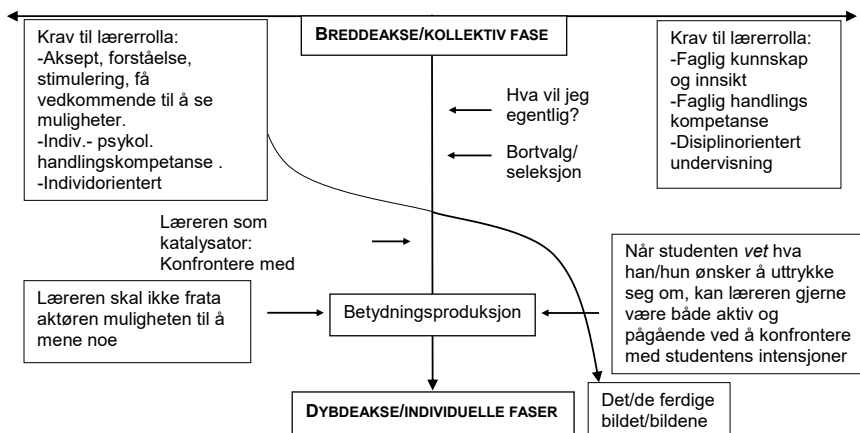 BREDDEAKSE/KOLLEKTIV FASE
Krav til lærerrolla:
-Aksept, forståelse,
stimulering, få
vedkommende til å se
muligheter.
-Indiv.- psykol.
handlingskompetanse .
-Individorientert
Hva vil jeg
egentlig?
Bortvalg/
seleksjon
Krav til lærerrolla:
-Faglig kunnskap
og innsikt
-Faglig handlings
kompetanse
-Disiplinorientert
undervisning
Læreren som
katalysator:
Konfrontere med
Læreren skal ikke frata
aktøren muligheten til å
mene noe
Betydningsproduksjon
Når studenten vet hva
han/hun ønsker å uttrykke
seg om, kan læreren gjerne
være både aktiv og
pågående ved å konfrontere
med studentens intensjoner
DYBDEAKSE/INDIVIDUELLE FASER
Det/de ferdige
bildet/bildene